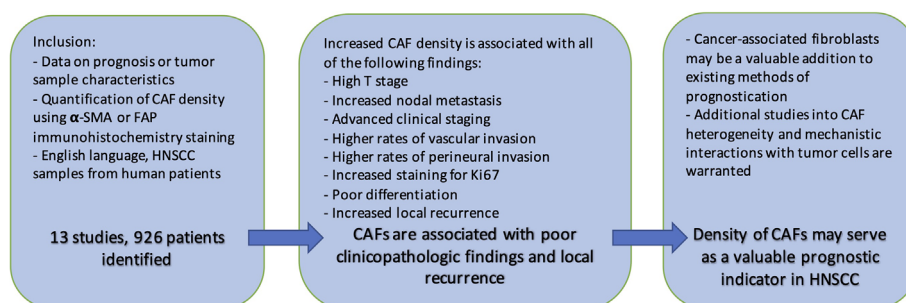 Inclusion:
- Data on prognosis or tumor
sample characteristics
- Quantification of CAF density
using α-SMA or FAP
immunohistochemistry staining
- English language, HNSCC
samples from human patients
13 studies, 926 patients
identified
Increased CAF density is associated with all
of the following findings:
- High T stage
- Increased nodal metastasis
- Advanced clinical staging
- Higher rates of vascular invasion
- Higher rates of perineural invasion
- Increased staining for Ki67
- Poor differentiation
- Increased local recurrence
CAFs are associated with poor
clinicopathologic findings and local
recurrence
- Cancer-associated fibroblasts
may be a valuable addition to
existing methods of
prognostication
- Additional studies into CAF
heterogeneity and mechanistic
interactions with tumor cells are
warranted
Density of CAFs may serve
as a valuable prognostic
indicator in HNSCC